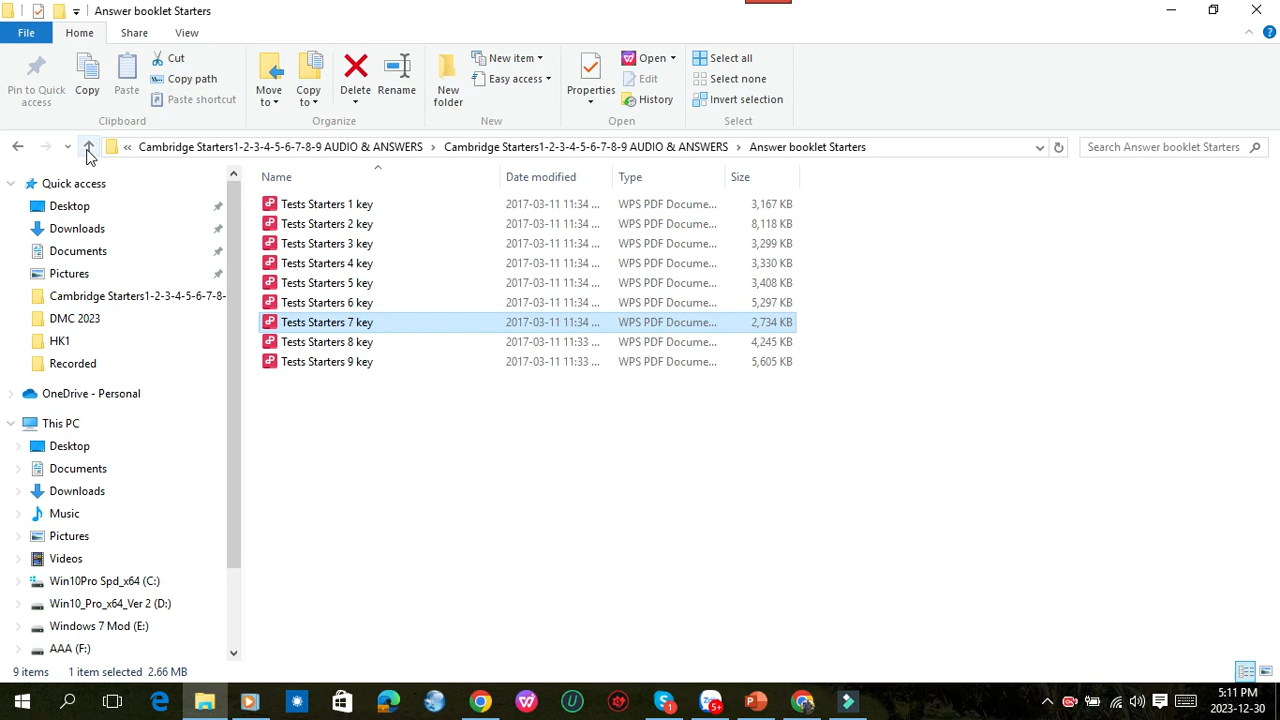 Answer booklet Starters
File Home Share View
Pin to Quick access
Copy
Paste
Cut
Copy path
Paste shortcut
Clipboard
Move to
Copy to
Delete
Rename
Organize
New folder
New item
Easy access
New
Properties
Open
Edit
History
Open
Select all
Select none
Invert selection
Select
« Cambridge Starters1-2-3-4-5-6-7-8-9 AUDIO & ANSWERS > Cambridge Starters1-2-3-4-5-6-7-8-9 AUDIO & ANSWERS > Answer booklet Starters
Search Answer booklet Starters
Quick access
Desktop
Downloads
Documents
Pictures
Cambridge Starters1-2-3-4-5-6-7-8-
DMC 2023
HK1
Recorded
OneDrive - Personal
This PC
Desktop
Documents
Downloads
Music
Pictures
Videos
Win10Pro Spd_x64 (C:)
Win10_Pro_x64_Ver 2 (D:)
Windows 7 Mod (E:)
AAA (F:)
Name Date modified Type Size
Tests Starters 1 key 2017-03-11 11:34 ... WPS PDF Docume... 3,167 KB
Tests Starters 2 key 2017-03-11 11:34 ... WPS PDF Docume... 8,118 KB
Tests Starters 3 key 2017-03-11 11:34 ... WPS PDF Docume... 3,299 KB
Tests Starters 4 key 2017-03-11 11:34 ... WPS PDF Docume... 3,330 KB
Tests Starters 5 key 2017-03-11 11:34 ... WPS PDF Docume... 3,408 KB
Tests Starters 6 key 2017-03-11 11:34 ... WPS PDF Docume... 5,297 KB
Tests Starters 7 key 2017-03-11 11:34 ... WPS PDF Docume... 2,734 KB
Tests Starters 8 key 2017-03-11 11:33 ... WPS PDF Docume... 4,245 KB
Tests Starters 9 key 2017-03-11 11:33 ... WPS PDF Docume... 5,605 KB
9 items 1 item selected 2.66 MB
1
5+
5:11 PM
2023-12-30